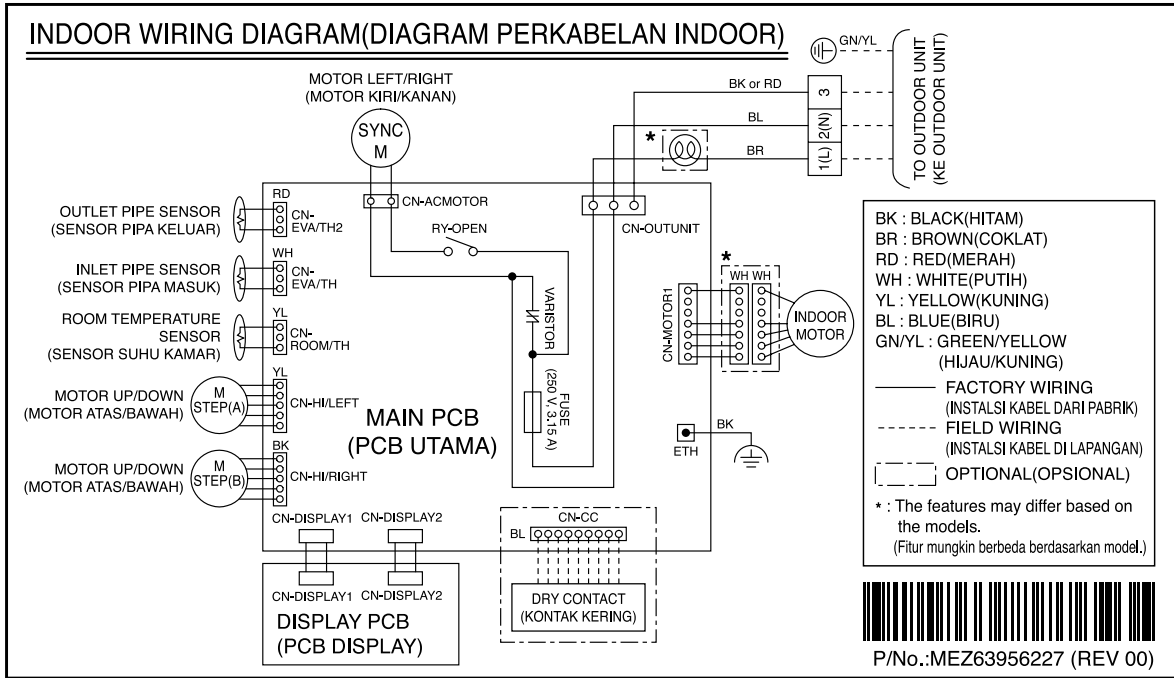 INDOOR WIRING DIAGRAM(DIAGRAM PERKABELAN INDOOR)
MOTOR LEFT/RIGHT
(MOTOR KIRI/KANAN)
SYNC
M
GN/YL
BK or RD
3
BL
2(N)
*
BR
1(L)
TO OUTDOOR UNIT
(KE OUTDOOR UNIT)
OUTLET PIPE SENSOR
(SENSOR PIPA KELUAR)
RD
CN-
EVA/TH2
INLET PIPE SENSOR
(SENSOR PIPA MASUK)
WH
CN-
EVA/TH
ROOM TEMPERATURE
SENSOR
(SENSOR SUHU KAMAR)
YL
CN-
ROOM/TH
MOTOR UP/DOWN
(MOTOR ATAS/BAWAH)
M
STEP(A)
YL
CN-HI/LEFT
MOTOR UP/DOWN
(MOTOR ATAS/BAWAH)
M
STEP(B)
BK
CN-HI/RIGHT
CN-ACMOTOR
RY-OPEN
CN-OUTUNIT
VARISTOR
FUSE
(250 V, 3.15 A)
MAIN PCB
(PCB UTAMA)
*
WH WH
CN-MOTOR1
INDOOR
MOTOR
ETH
BK
CN-DISPLAY1 CN-DISPLAY2
CN-DISPLAY1 CN-DISPLAY2
DISPLAY PCB
(PCB DISPLAY)
CN-CC
BL
DRY CONTACT
(KONTAK KERING)
BK : BLACK(HITAM)
BR : BROWN(COKLAT)
RD : RED(MERAH)
WH : WHITE(PUTIH)
YL : YELLOW(KUNING)
BL : BLUE(BIRU)
GN/YL : GREEN/YELLOW
(HIJAU/KUNING)
FACTORY WIRING
(INSTALSI KABEL DARI PABRIK)
FIELD WIRING
(INSTALSI KABEL DI LAPANGAN)
OPTIONAL(OPSIONAL)
* : The features may differ based on
the models.
(Fitur mungkin berbeda berdasarkan model.)
P/No.:MEZ63956227 (REV 00)